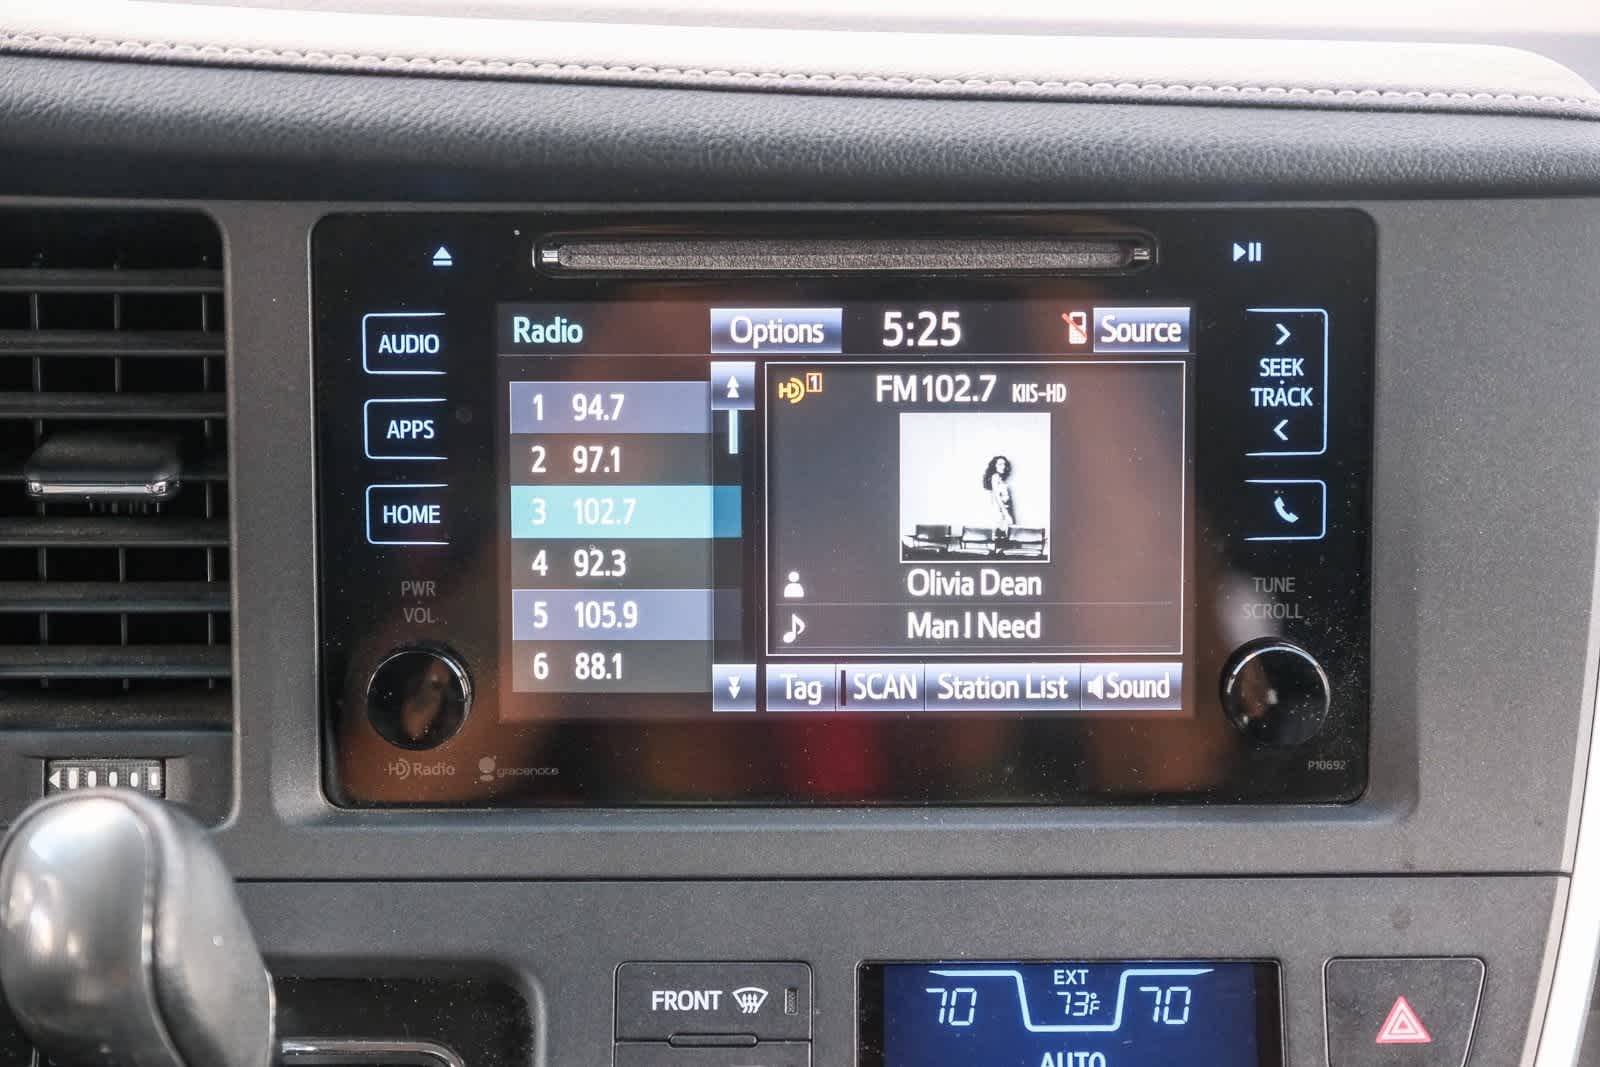 Radio
Options
5:25
Source
AUDIO
APPS
HOME
PWR
VOL
1 94.7
2 97.1
3 102.7
4 92.3
5 105.9
6 88.1
HD 1
FM 102.7 KIIS-HD
Olivia Dean
Man I Need
Tag
SCAN
Station List
Sound
SEEK
TRACK
TUNE
SCROLL
HD Radio
gracenote
P10692
FRONT
70
EXT
73°F
70
AUTO